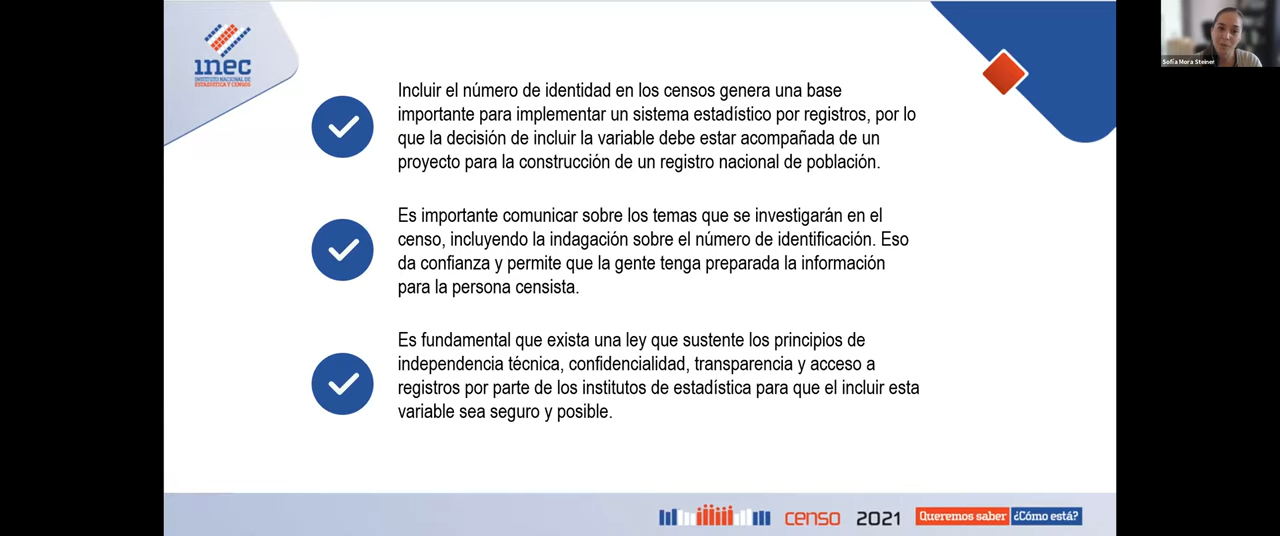 inec
INSTITUTO NACIONAL DE
ESTADÍSTICA Y CENSOS
Sofía Mora Steiner
Incluir el número de identidad en los censos genera una base
importante para implementar un sistema estadístico por registros, por lo
que la decisión de incluir la variable debe estar acompañada de un
proyecto para la construcción de un registro nacional de población.
Es importante comunicar sobre los temas que se investigarán en el
censo, incluyendo la indagación sobre el número de identificación. Eso
da confianza y permite que la gente tenga preparada la información
para la persona censista.
Es fundamental que exista una ley que sustente los principios de
independencia técnica, confidencialidad, transparencia y acceso a
registros por parte de los institutos de estadística para que el incluir esta
variable sea seguro y posible.
censo 2021 Queremos saber ¿Cómo está?